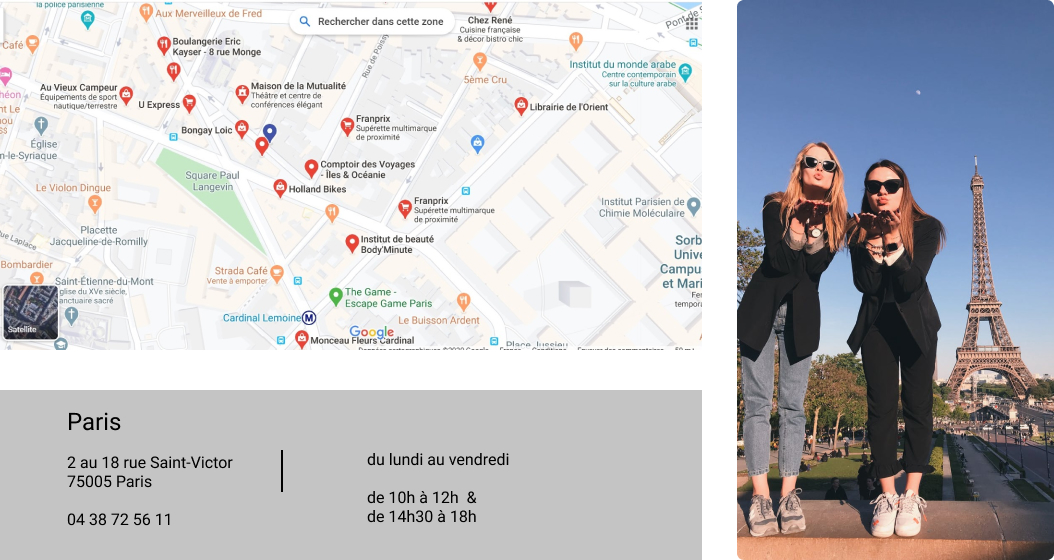 la police parisienne
Aux Merveilleux de Fred
Rechercher dans cette zone
Chez René
Cuisine française
& décor bistro chic
Pont de
Café
Boulangerie Eric
Kayser - 8 rue Monge
Rue de Poissy
Institut du monde arabe
Centre contemporain
sur la culture arabe
5ème Cru
Au Vieux Campeur
Équipements de sport
nautique/terrestre
U Express
Maison de la Mutualité
Théâtre et centre de
conférences élégant
Librairie de l'Orient
Bongay Loic
Franprix
Supérette multimarque
de proximité
Église
n-le-Syriaque
Comptoir des Voyages
- Îles & Océanie
Square Paul
Langevin
Holland Bikes
Le Violon Dingue
Franprix
Supérette multimarque
de proximité
Institut Parisien de
Chimie Moléculaire
Placette
Jacqueline-de-Romilly
rue Laplace
Institut de beauté
Body'Minute
Sorb
Unive
Campu
et Mari
Bombardier
Strada Café
Vente à emporter
Saint-Étienne-du-Mont
glise du XVe siècle,
anctuaire sacré
Satellite
The Game -
Escape Game Paris
Cardinal Lemoine
M
Le Buisson Ardent
Google
Monceau Fleurs Cardinal
Place Jussieu
Paris
2 au 18 rue Saint-Victor
75005 Paris
04 38 72 56 11
du lundi au vendredi
de 10h à 12h &
de 14h30 à 18h